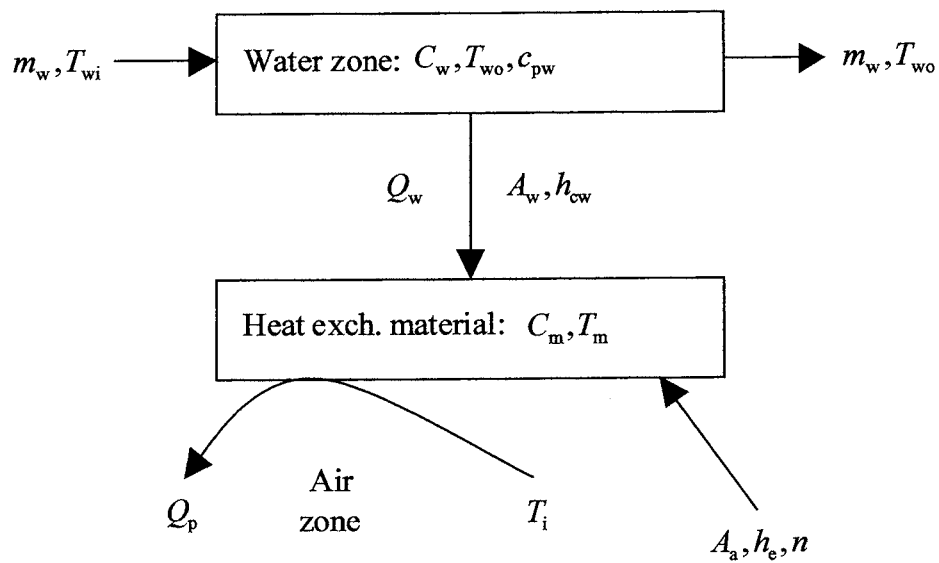 m_w, T_wi
Water zone: C_w, T_wo, c_pw
m_w, T_wo
Q_w
A_w, h_cw
Heat exch. material: C_m, T_m
Q_p
Air
zone
T_i
A_a, h_e, n